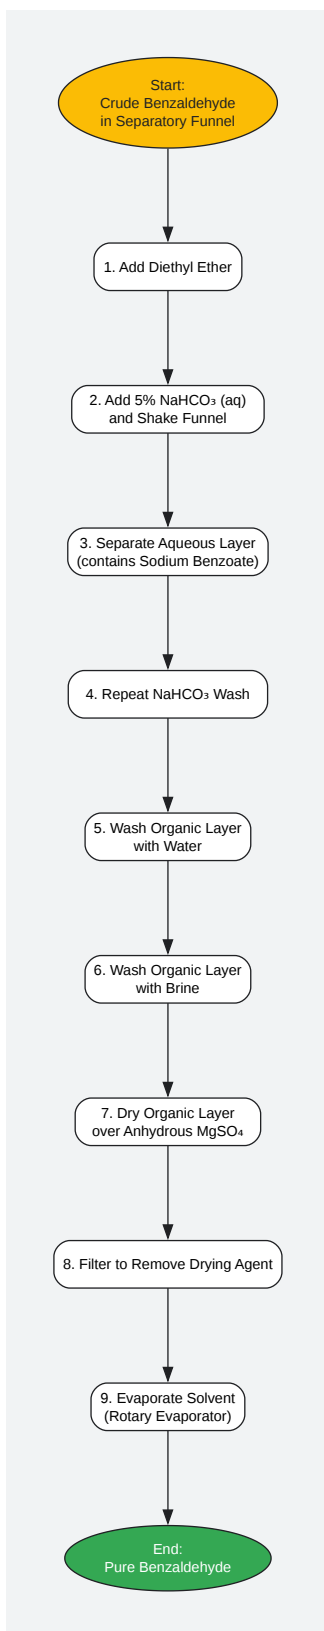 Start:
Crude Benzaldehyde
in Separatory Funnel
1. Add Diethyl Ether
2. Add 5% NaHCO₃ (aq)
and Shake Funnel
3. Separate Aqueous Layer
(contains Sodium Benzoate)
4. Repeat NaHCO₃ Wash
5. Wash Organic Layer
with Water
6. Wash Organic Layer
with Brine
7. Dry Organic Layer
over Anhydrous MgSO₄
8. Filter to Remove Drying Agent
9. Evaporate Solvent
(Rotary Evaporator)
End:
Pure Benzaldehyde